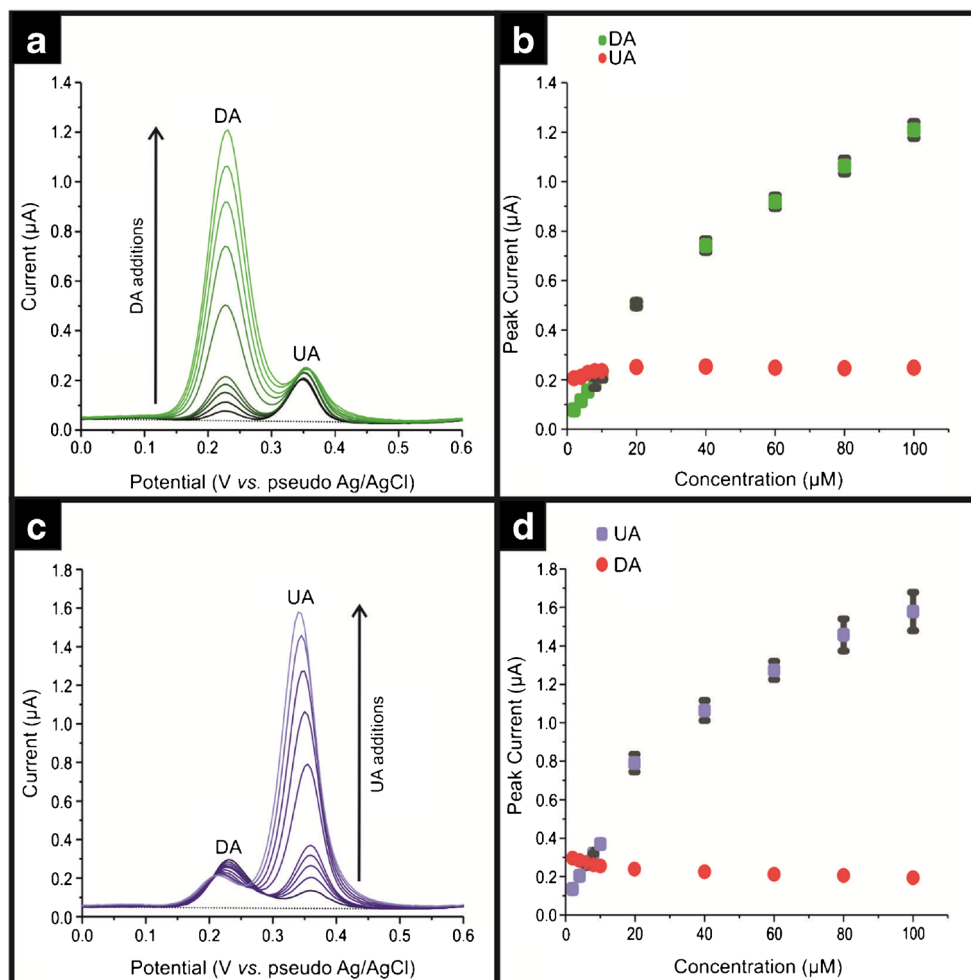 a
1.4
1.2
1.0
0.8
0.6
0.4
0.2
0.0
0.0 0.1 0.2 0.3 0.4 0.5 0.6
Current (µA)
Potential (V vs. pseudo Ag/AgCl)
DA additions
DA
UA
b
DA
UA
1.4
1.2
1.0
0.8
0.6
0.4
0.2
0.0
0 20 40 60 80 100
Peak Current (µA)
Concentration (µM)
c
1.8
1.6
1.4
1.2
1.0
0.8
0.6
0.4
0.2
0.0
0.0 0.1 0.2 0.3 0.4 0.5 0.6
Current (µA)
Potential (V vs. pseudo Ag/AgCl)
DA
UA
UA additions
d
UA
DA
1.8
1.6
1.4
1.2
1.0
0.8
0.6
0.4
0.2
0.0
0 20 40 60 80 100
Peak Current (µA)
Concentration (µM)